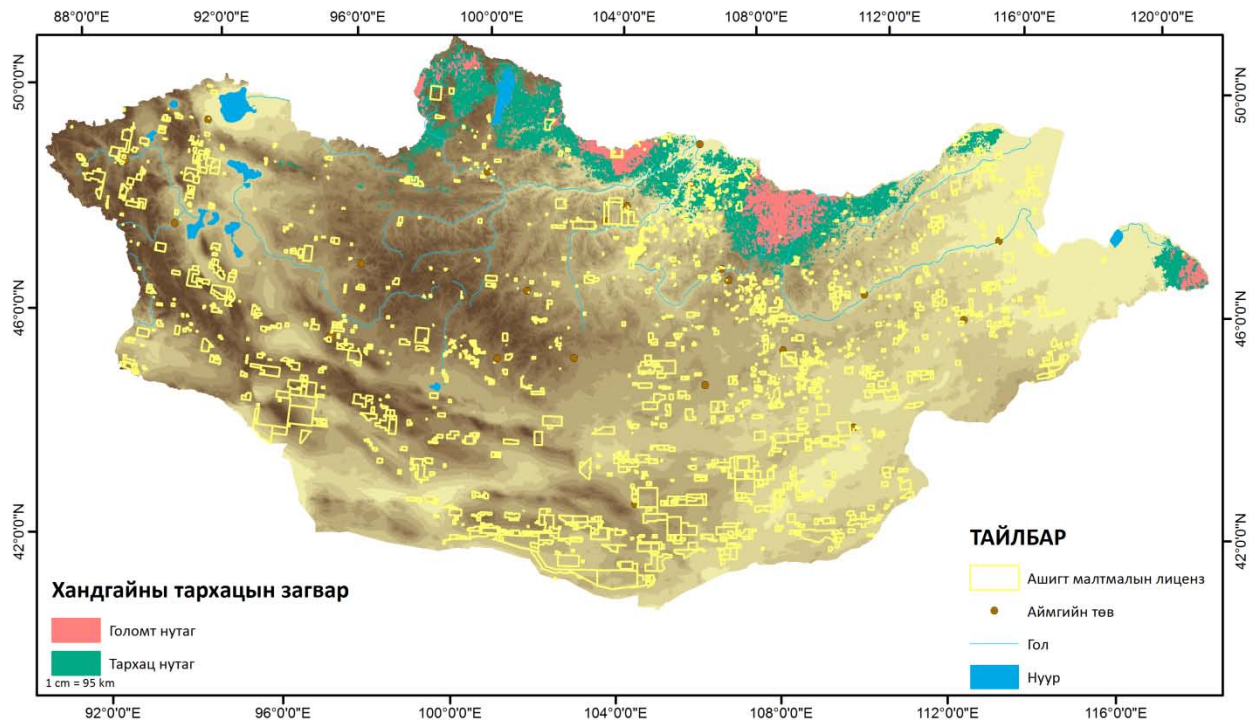 88°0'0"E 92°0'0"E 96°0'0"E 100°0'0"E 104°0'0"E 108°0'0"E 112°0'0"E 116°0'0"E 120°0'0"E
50°0'0"N 50°0'0"N
46°0'0"N 46°0'0"N
42°0'0"N 42°0'0"N
Хандгайны тархацын загвар
Голомт нутаг
Тархац нутаг
1 cm = 95 km
ТАЙЛБАР
Ашигт малтмалын лиценз
Аймгийн төв
Гол
Нуур
92°0'0"E 96°0'0"E 100°0'0"E 104°0'0"E 108°0'0"E 112°0'0"E 116°0'0"E